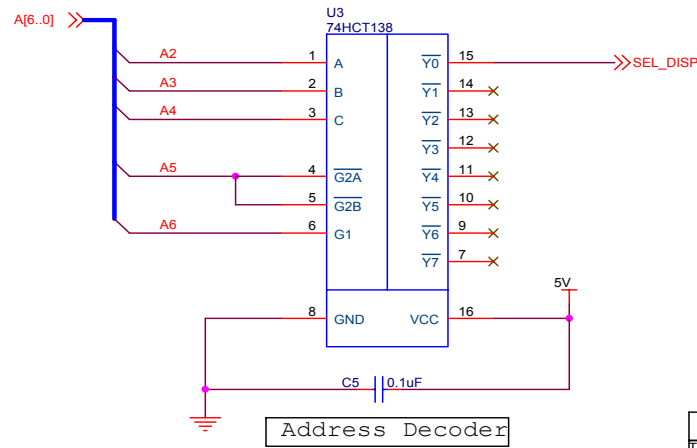 A[6..0]
U3
74HCT138
A2 1 A Y0 15 SEL_DISP
A3 2 B Y1 14
A4 3 C Y2 13
Y3 12
A5 4 G2A Y4 11
5 G2B Y5 10
A6 6 G1 Y6 9
Y7 7
5V
8 GND VCC 16
C5 0.1uF
Address Decoder